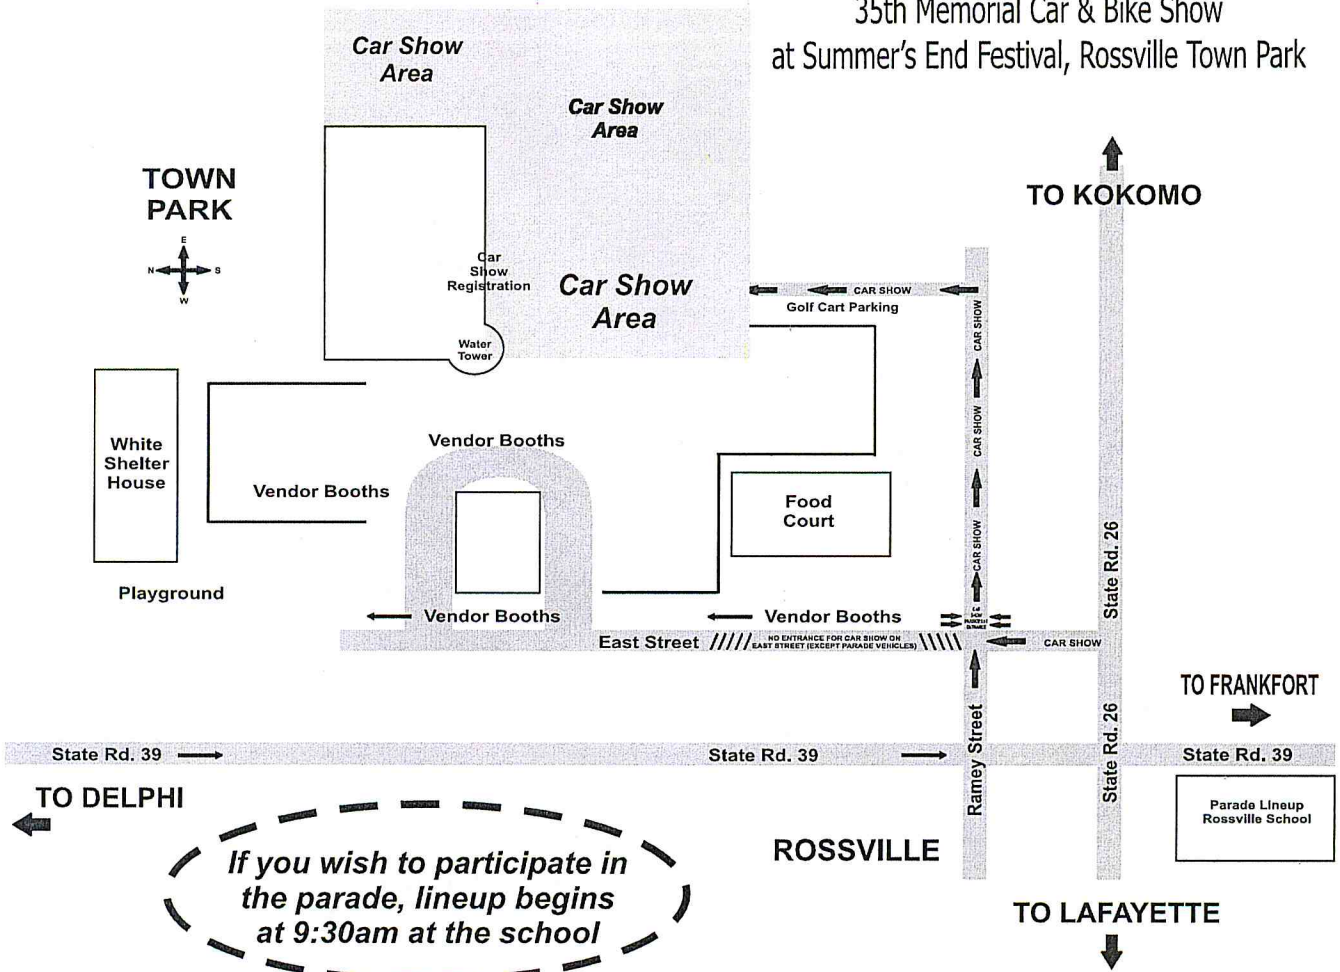 35th Memorial Car & Bike Show
at Summer's End Festival, Rossville Town Park
Car Show
Area
Car Show
Area
TOWN
PARK
E
N
S
W
TO KOKOMO
Car
Show
Registration
Car Show
Area
CAR SHOW
Golf Cart Parking
CAR SHOW
Water
Tower
White
Shelter
House
Vendor Booths
Vendor Booths
CAR SHOW
Food
Court
CAR SHOW
State Rd. 26
Playground
Vendor Booths
Vendor Booths
East Street
NO ENTRANCE FOR CAR SHOW ON
EAST STREET (EXCEPT PARADE VEHICLES)
CAR SHOW
TO FRANKFORT
Ramey Street
State Rd. 26
State Rd. 39
State Rd. 39
State Rd. 39
TO DELPHI
Parade Lineup
Rossville School
If you wish to participate in
the parade, lineup begins
at 9:30am at the school
ROSSVILLE
TO LAFAYETTE